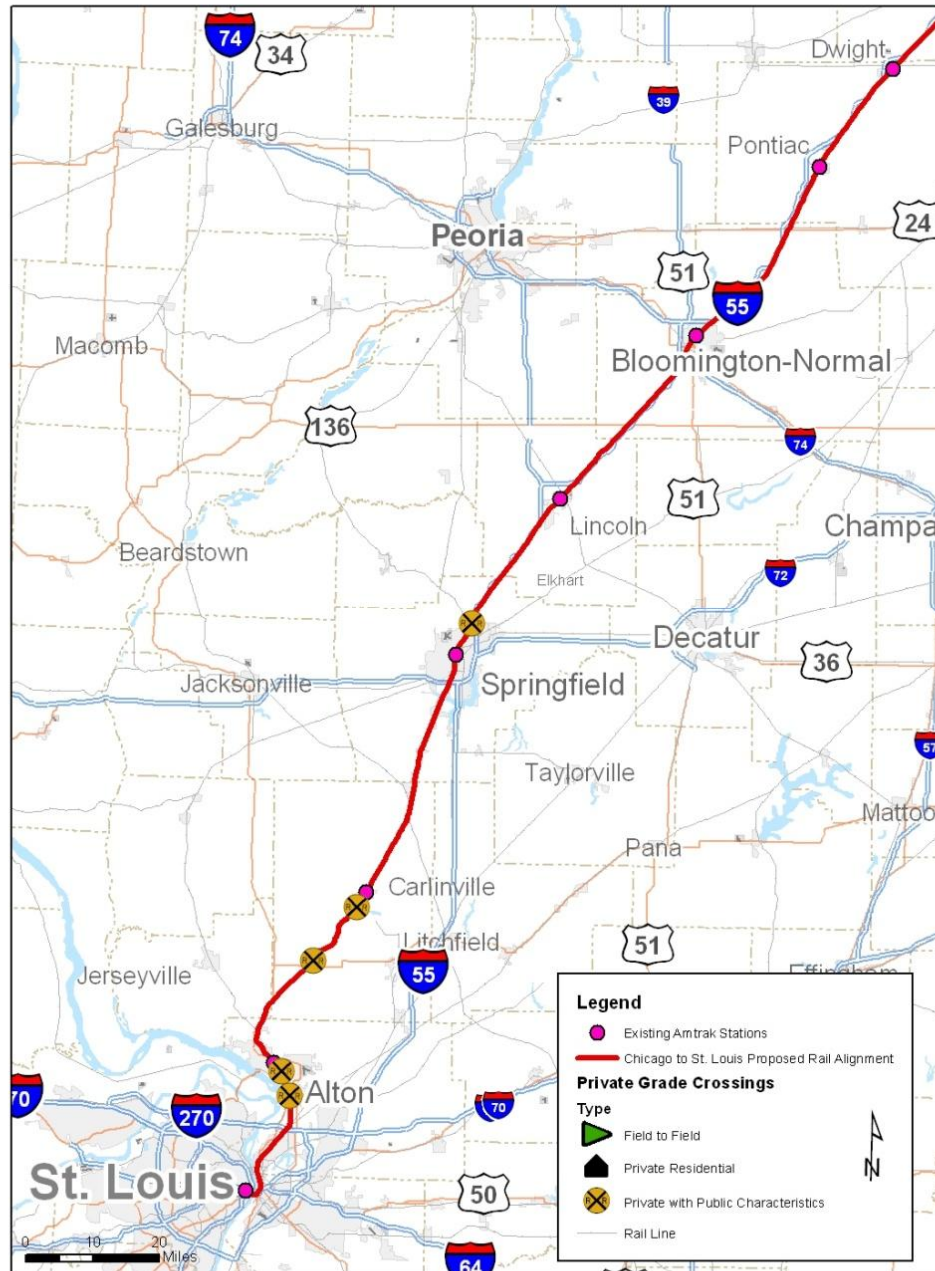 74
34
Dwight
39
Galesburg
Pontiac
24
Peoria
51
55
Macomb
Bloomington-Normal
136
74
51
Lincoln
Champa
Beardstown
72
Elkhart
Decatur
36
Jacksonville
Springfield
57
Taylorville
Mattoo
Pana
Carlinville
51
Litchfield
55
Jerseyville
Effingham
Alton
70
270
70
St. Louis
50
64
0 10 20
Miles
Legend
Existing Amtrak Stations
Chicago to St. Louis Proposed Rail Alignment
Private Grade Crossings
Type
Field to Field
Private Residential
R R Private with Public Characteristics
Rail Line
N